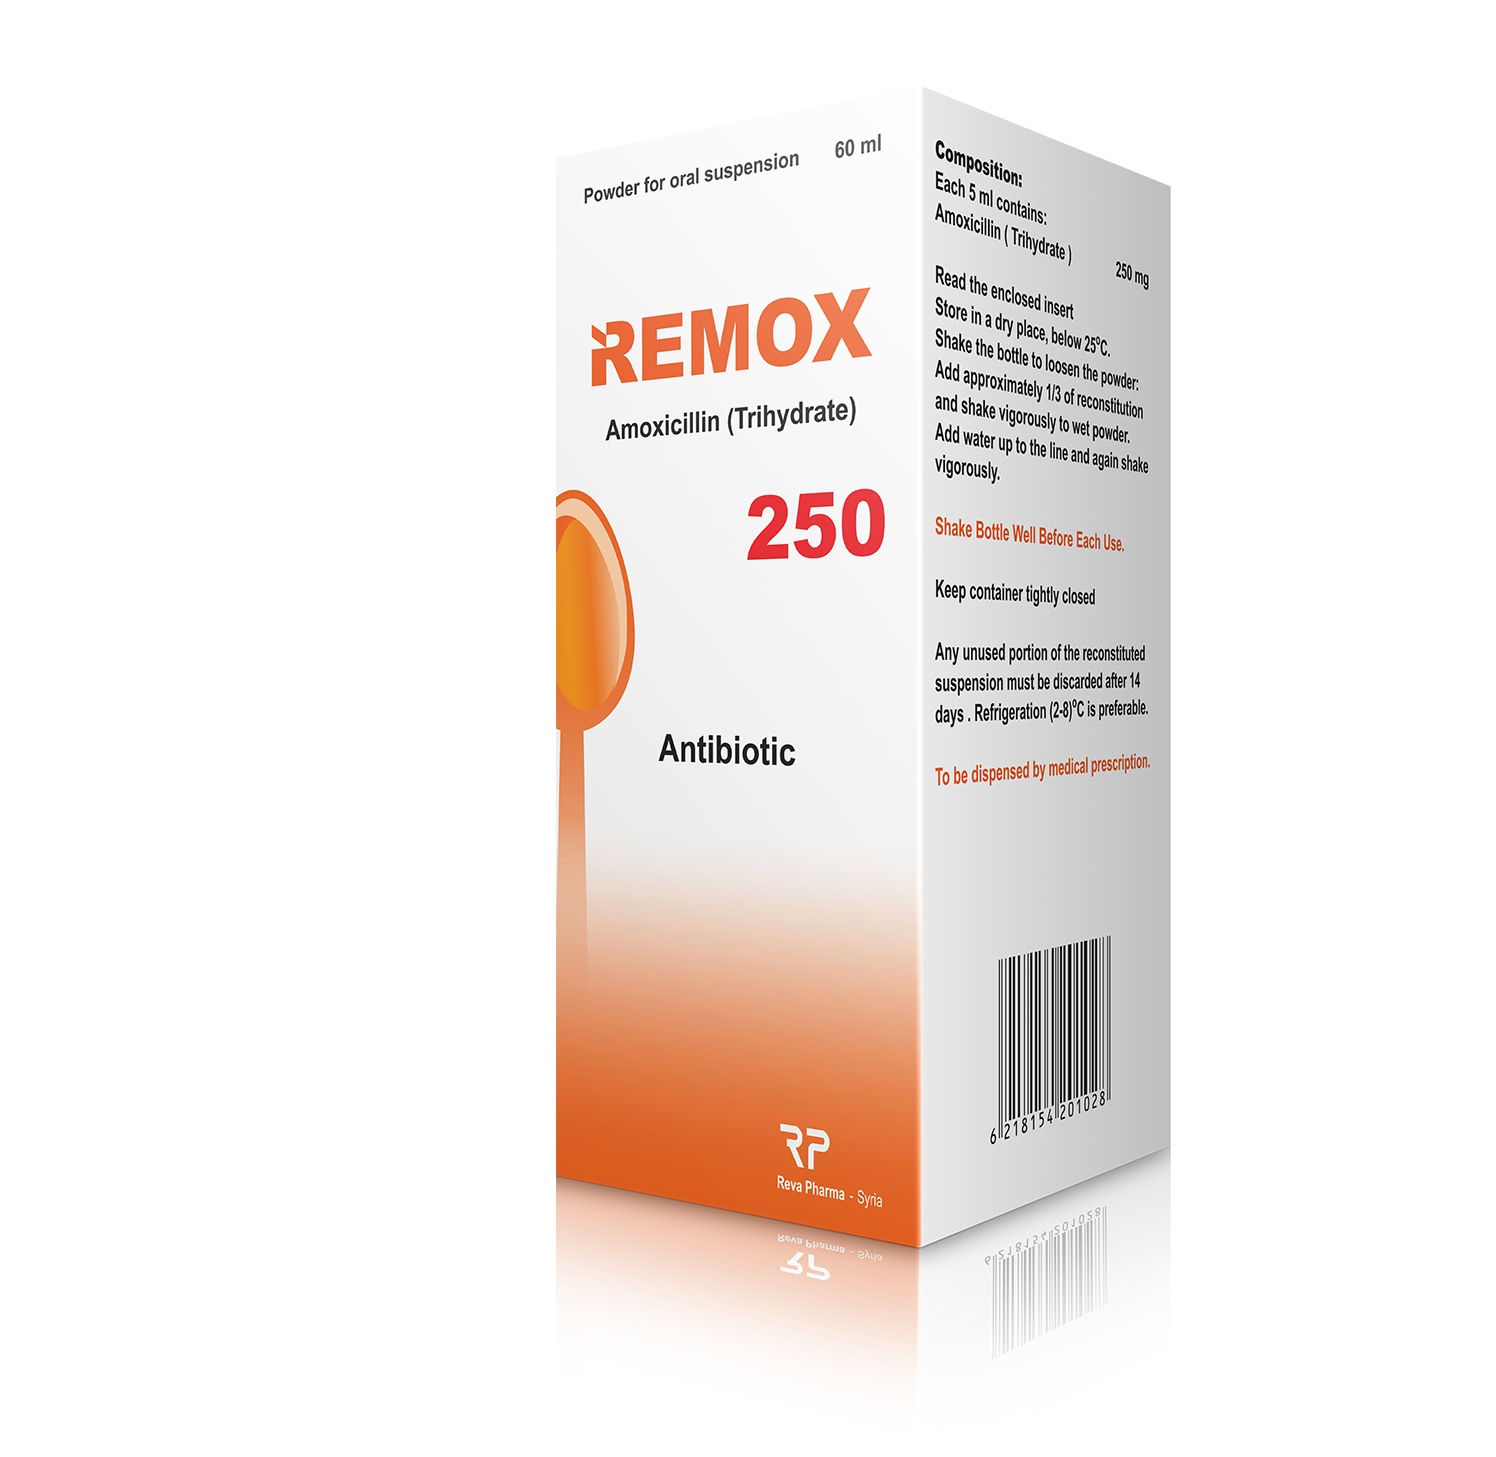 Powder for oral suspension 60 ml
REMOX
Amoxicillin (Trihydrate)
250
Antibiotic
RP
Reva Pharma - Syria
Composition:
Each 5 ml contains:
Amoxicillin ( Trihydrate ) 250 mg
Read the enclosed insert
Store in a dry place, below 25ºC.
Shake the bottle to loosen the powder:
Add approximately 1/3 of reconstitution
and shake vigorously to wet powder.
Add water up to the line and again shake
vigorously.
Shake Bottle Well Before Each Use.
Keep container tightly closed
Any unused portion of the reconstituted
suspension must be discarded after 14
days . Refrigeration (2-8)ºC is preferable.
To be dispensed by medical prescription.
6 218154 201028